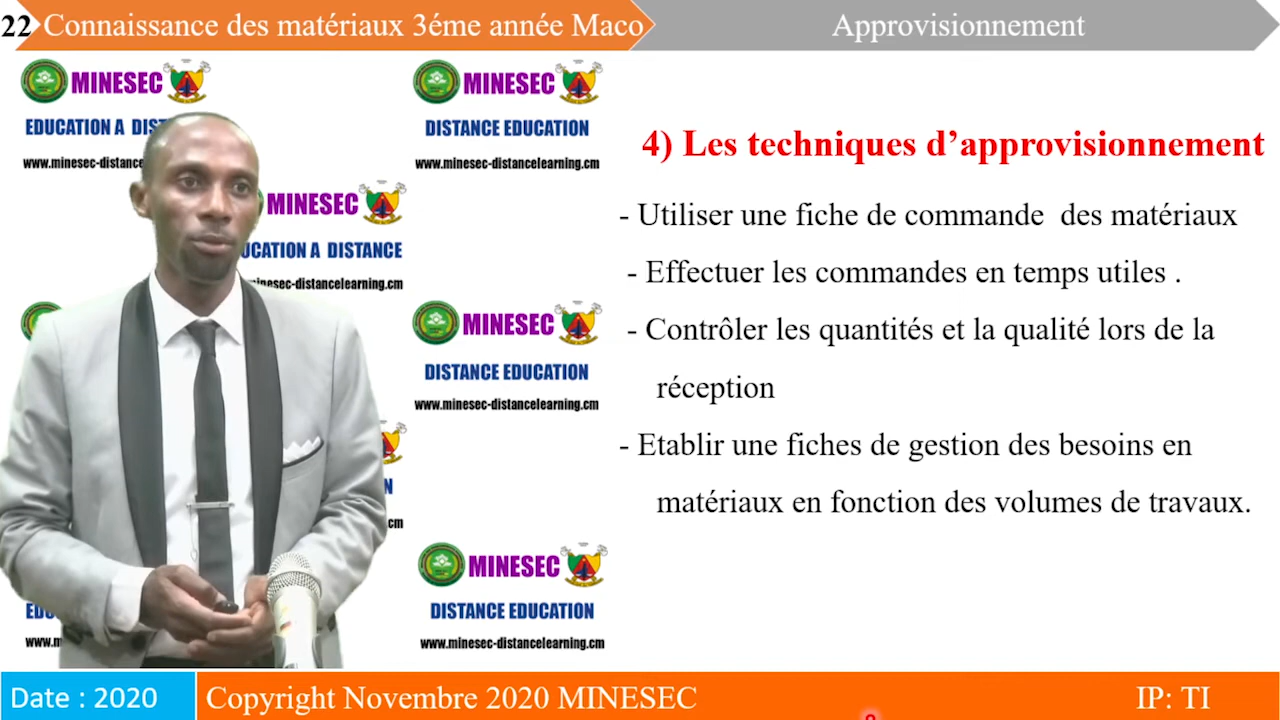 22 Connaissance des matériaux 3éme année Maco
Approvisionnement
MINESEC
EDUCATION A
www.minesec-distance
MINESEC
DISTANCE EDUCATION
www.minesec-distancelearning.cm
MINESEC
A DISTANCE
MINESEC
DISTANCE EDUCATION
www.minesec-distancelearning.cm
MINESEC
DISTANCE EDUCATION
www.minesec-distancelearning.cm
4) Les techniques d’approvisionnement
- Utiliser une fiche de commande des matériaux
- Effectuer les commandes en temps utiles .
- Contrôler les quantités et la qualité lors de la
réception
- Etablir une fiches de gestion des besoins en
matériaux en fonction des volumes de travaux.
Date : 2020
Copyright Novembre 2020 MINESEC
IP: TI